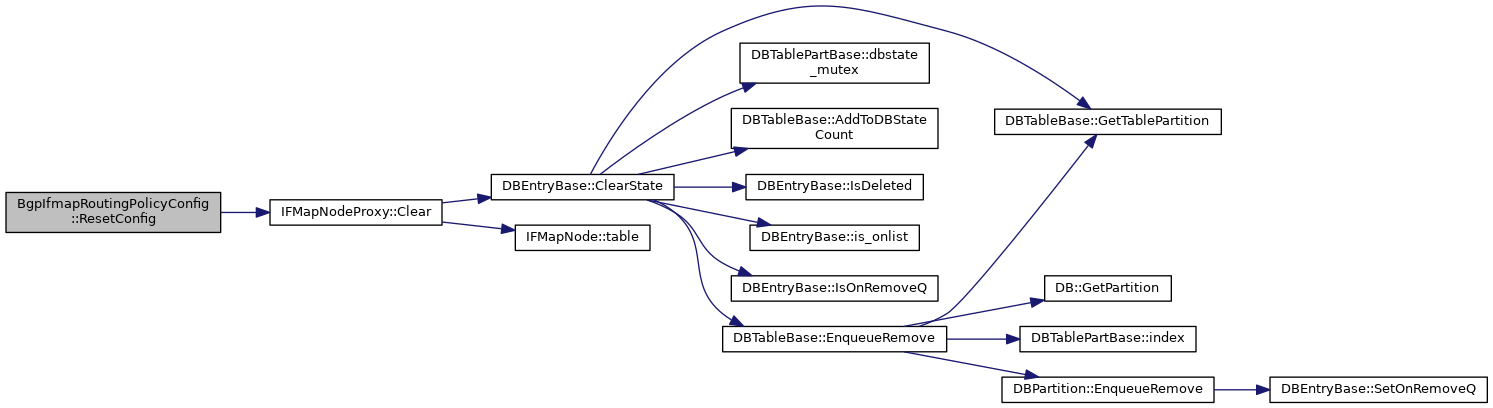 BgpIfmapRoutingPolicyConfig
::ResetConfig
IFMapNodeProxy::Clear
DBEntryBase::ClearState
IFMapNode::table
DBTablePartBase::dbstate
_mutex
DBTableBase::AddToDBState
Count
DBEntryBase::IsDeleted
DBEntryBase::is_onlist
DBEntryBase::IsOnRemoveQ
DBTableBase::EnqueueRemove
DBTableBase::GetTablePartition
DB::GetPartition
DBTablePartBase::index
DBPartition::EnqueueRemove
DBEntryBase::SetOnRemoveQ